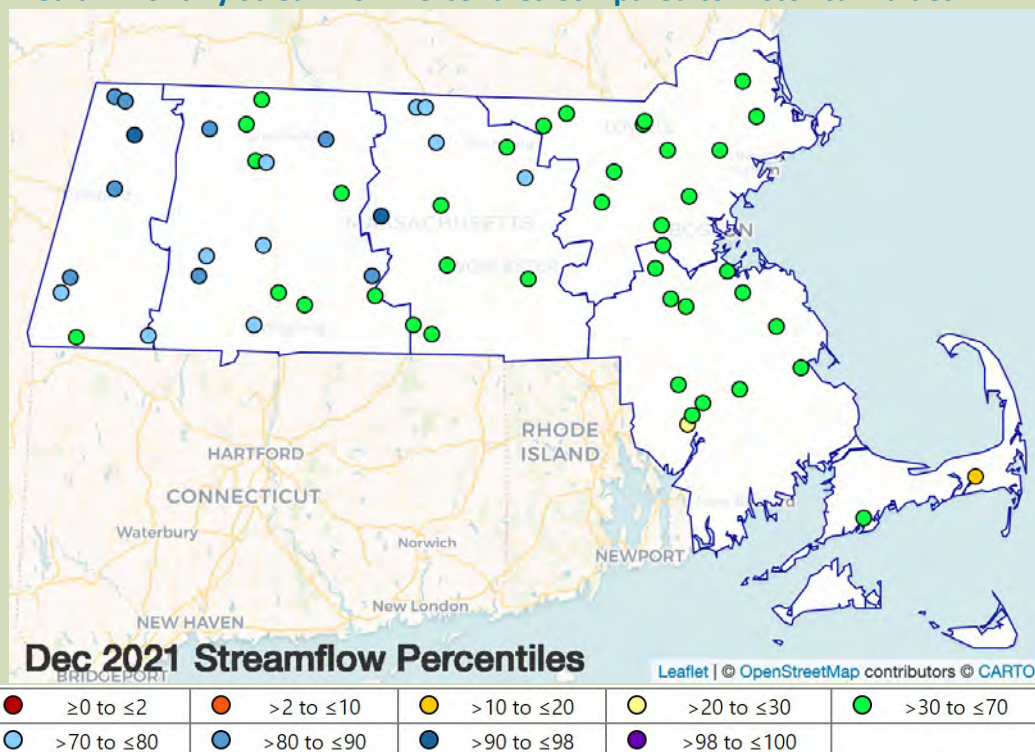 MASSACHUSETTS
BOSTON
WORCESTER
RHODE
ISLAND
HARTFORD
CONNECTICUT
Waterbury
Norwich
NEWPORT
New London
NEW HAVEN
Dec 2021 Streamflow Percentiles
BRIDGEPORT
Leaflet | © OpenStreetMap contributors © CARTO
≥0 to ≤2 >2 to ≤10 >10 to ≤20 >20 to ≤30 >30 to ≤70
>70 to ≤80 >80 to ≤90 >90 to ≤98 >98 to ≤100